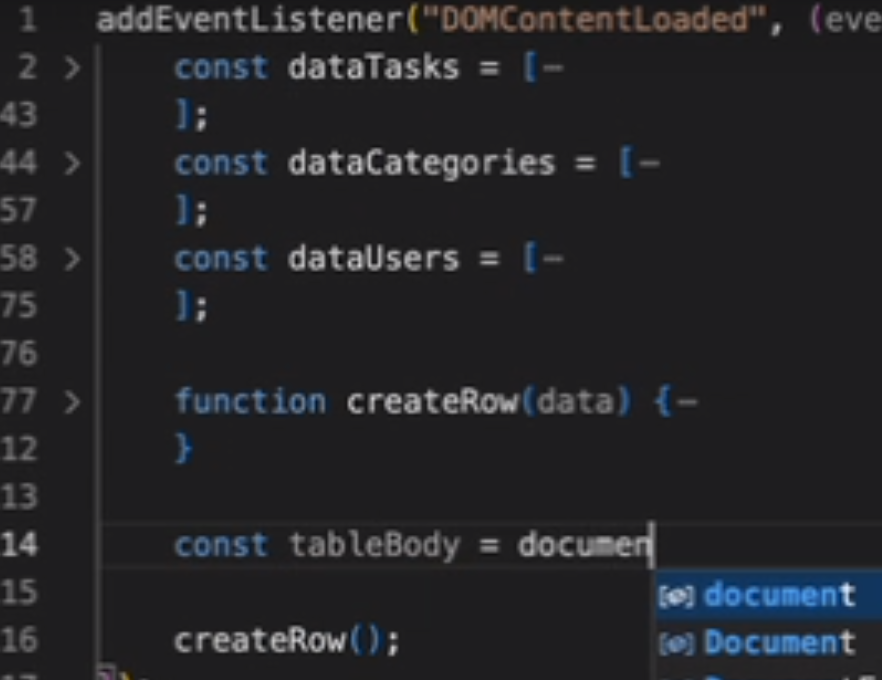 1 addEventListener("DOMContentLoaded", (eve
2 > const dataTasks = [–
43 ];
44 > const dataCategories = [–
57 ];
58 > const dataUsers = [–
75 ];
76
77 > function createRow(data) {–
12 }
13
14 const tableBody = documen
15 document
16 createRow(); Document